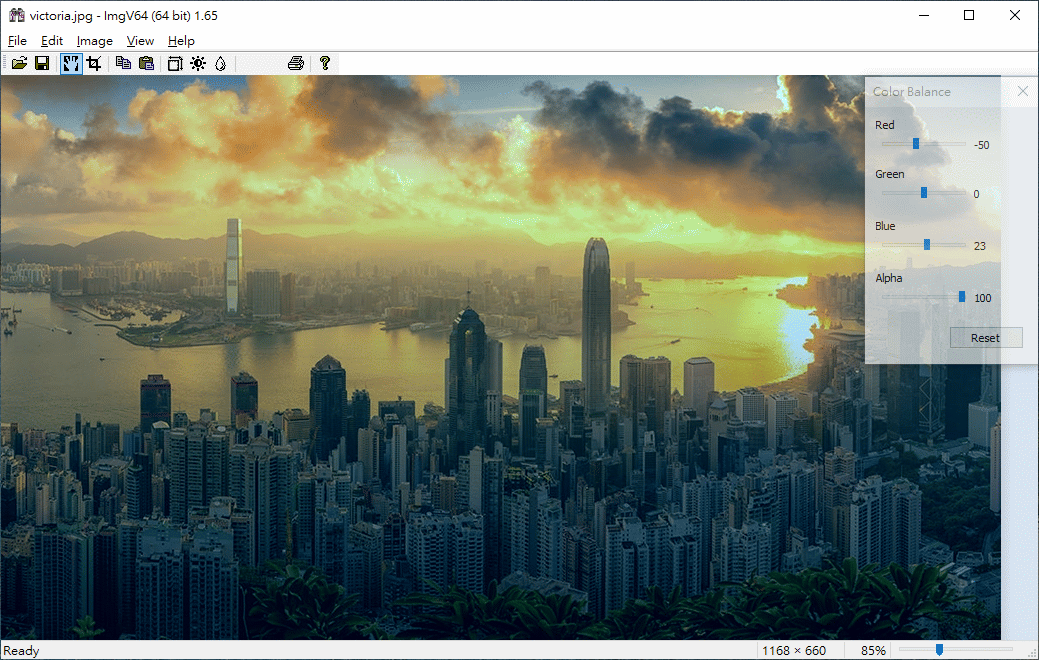 victoria.jpg - ImgV64 (64 bit) 1.65
File Edit Image View Help
Color Balance
Red
-50
Green
0
Blue
23
Alpha
100
Reset
Ready 1168 × 660 85%